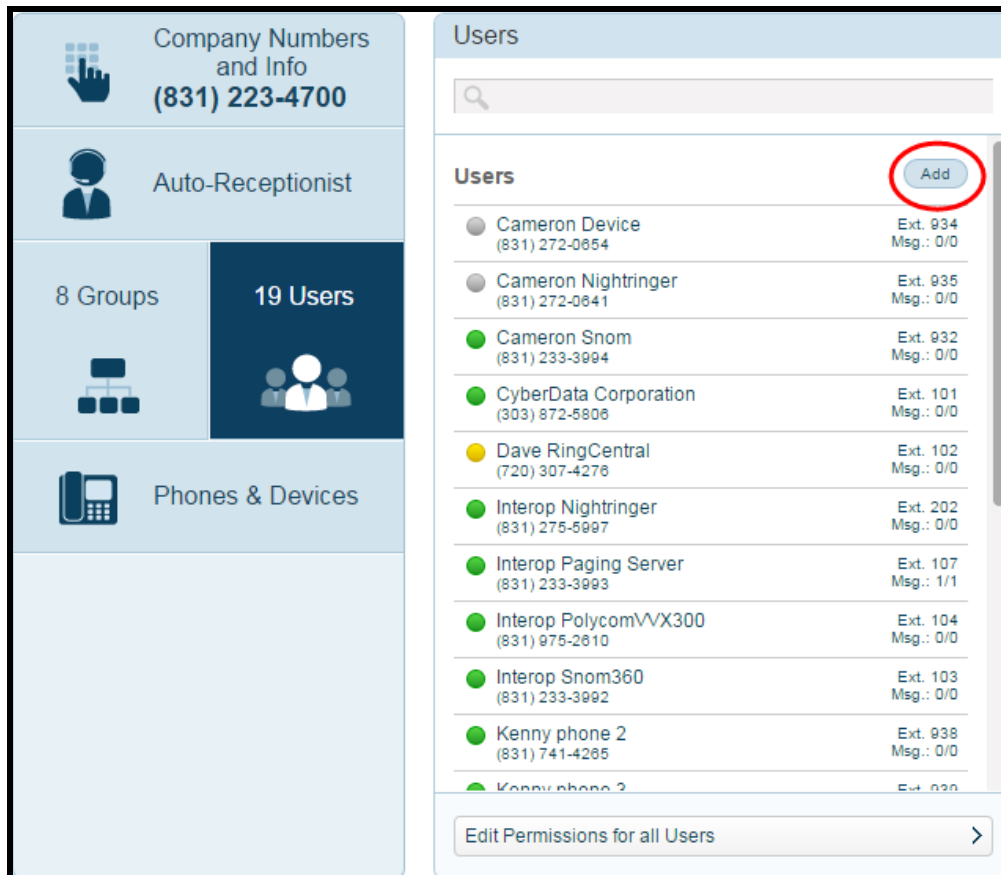 Company Numbers
and Info
(831) 223-4700
Auto-Receptionist
8 Groups
19 Users
Phones & Devices
Users
Users
Add
Cameron Device
(831) 272-0654
Ext. 934
Msg.: 0/0
Cameron Nightringer
(831) 272-0641
Ext. 935
Msg.: 0/0
Cameron Snom
(831) 233-3994
Ext. 932
Msg.: 0/0
CyberData Corporation
(303) 872-5806
Ext. 101
Msg.: 0/0
Dave RingCentral
(720) 307-4276
Ext. 102
Msg.: 0/0
Interop Nightringer
(831) 275-5997
Ext. 202
Msg.: 0/0
Interop Paging Server
(831) 233-3993
Ext. 107
Msg.: 1/1
Interop PolycomVVX300
(831) 975-2610
Ext. 104
Msg.: 0/0
Interop Snom360
(831) 233-3992
Ext. 103
Msg.: 0/0
Kenny phone 2
(831) 741-4265
Ext. 938
Msg.: 0/0
Kenny phone 3
Ext. 939
Edit Permissions for all Users